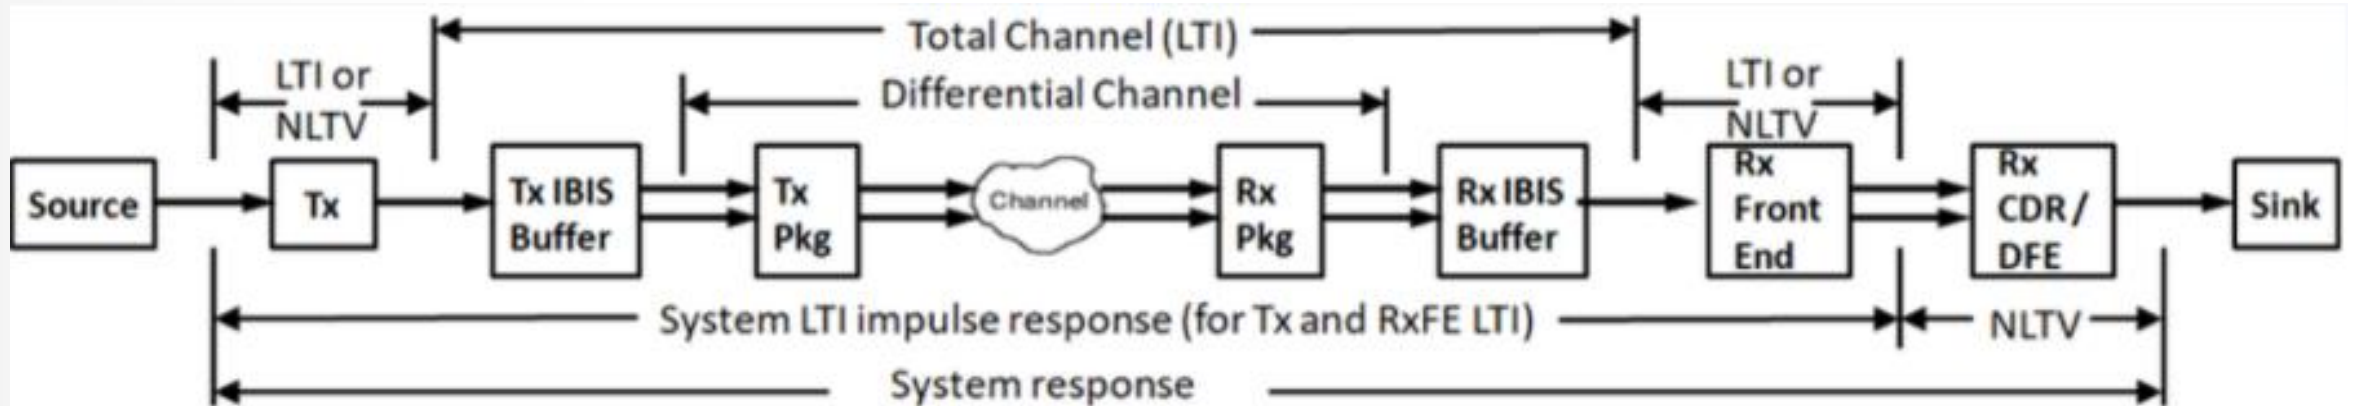 Total Channel (LTI)
LTI or
NLTV
Differential Channel
LTI or
NLTV
Source
Tx
Tx IBIS
Buffer
Tx
Pkg
Channel
Rx
Pkg
Rx IBIS
Buffer
Rx
Front
End
Rx
CDR /
DFE
Sink
System LTI impulse response (for Tx and RxFE LTI)
NLTV
System response